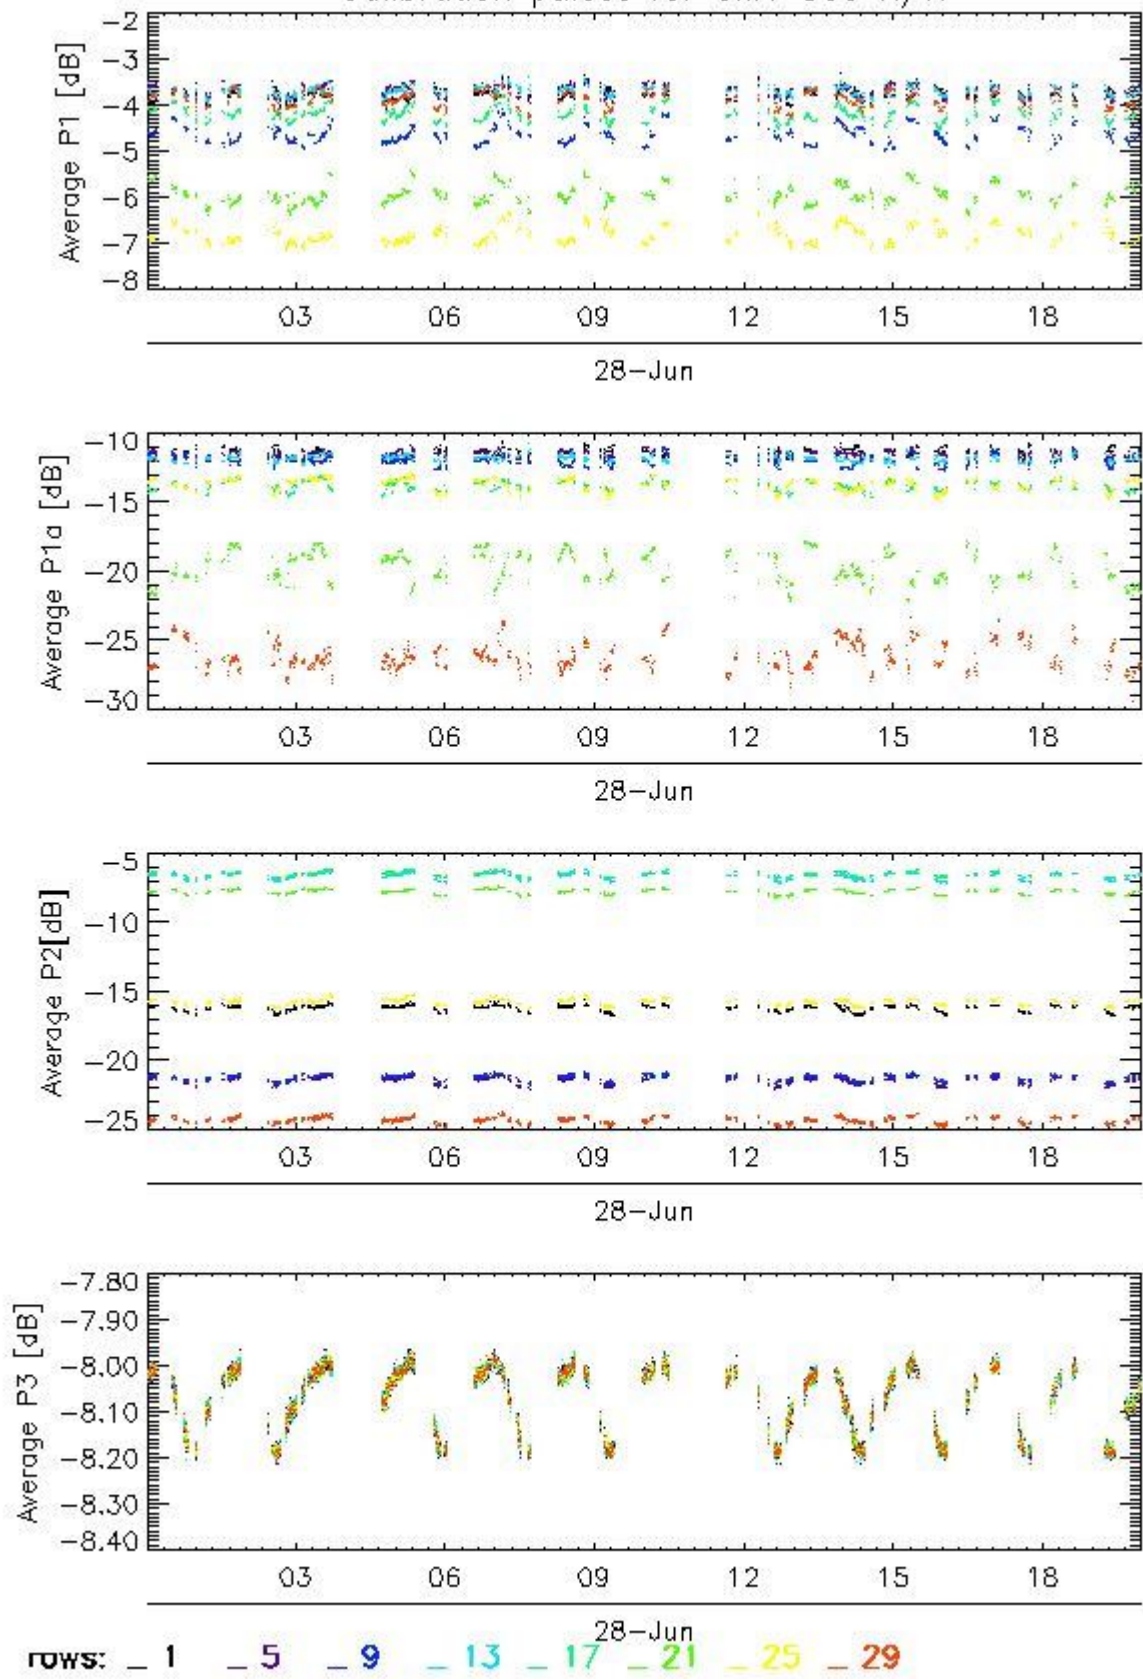 Average P1 [dB]
-2
-3
-4
-5
-6
-7
-8
03 06 09 12 15 18
28-Jun
Average P1a [dB]
-10
-15
-20
-25
-30
03 06 09 12 15 18
28-Jun
Average P2[dB]
-5
-10
-15
-20
-25
03 06 09 12 15 18
28-Jun
Average P3 [dB]
-7.80
-7.90
-8.00
-8.10
-8.20
-8.30
-8.40
03 06 09 12 15 18
28-Jun
rows: _ 1 _ 5 _ 9 _ 13 _ 17 _ 21 _ 25 _ 29